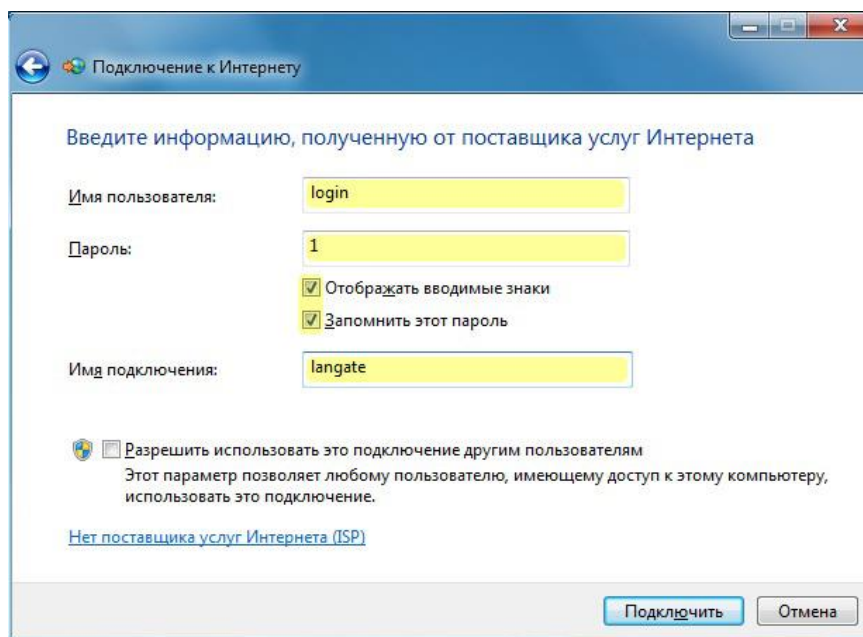 Подключение к Интернету
Введите информацию, полученную от поставщика услуг Интернета
Имя пользователя: login
Пароль: 1
Отображать вводимые знаки
Запомнить этот пароль
Имя подключения: langate
Разрешить использовать это подключение другим пользователям
Этот параметр позволяет любому пользователю, имеющему доступ к этому компьютеру,
использовать это подключение.
Нет поставщика услуг Интернета (ISP)
Подключить Отмена